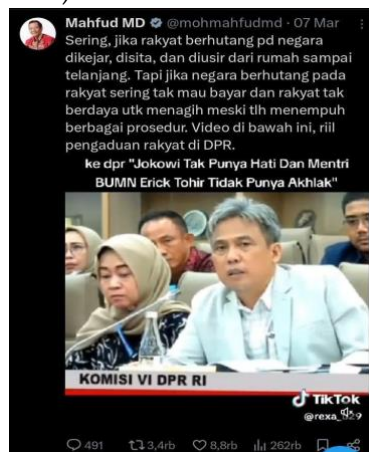 Mahfud MD @mohmahfudmd · 07 Mar
Sering, jika rakyat berhutang pd negara
dikejar, disita, dan diusir dari rumah sampai
telanjang. Tapi jika negara berhutang pada
rakyat sering tak mau bayar dan rakyat tak
berdaya utk menagih meski tlh menempuh
berbagai prosedur. Video di bawah ini, riil
pengaduan rakyat di DPR.
ke dpr "Jokowi Tak Punya Hati Dan Mentri
BUMN Erick Tohir Tidak Punya Akhlak"
KOMISI VI DPR RI
TikTok
491 3,4rb 8,8rb 262rb